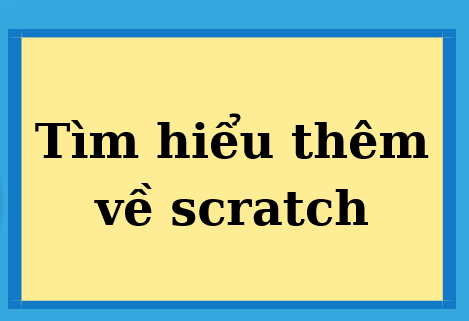 Tìm hiểu thêm
về scratch